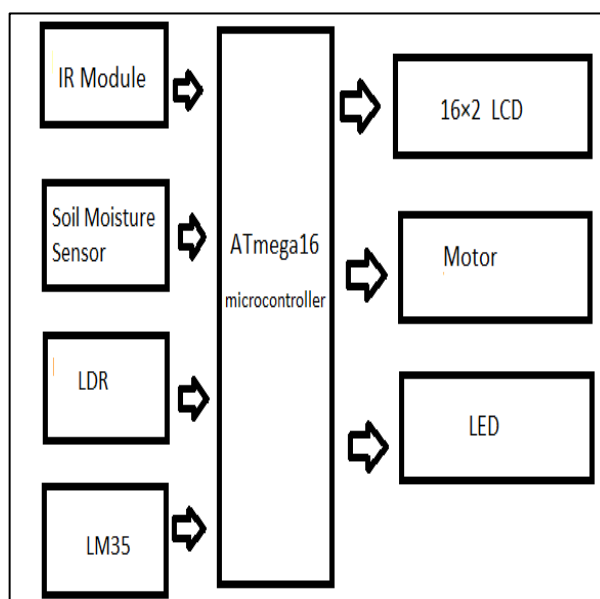 IR Module
Soil Moisture
Sensor
LDR
LM35
ATmega16
microcontroller
16×2 LCD
Motor
LED